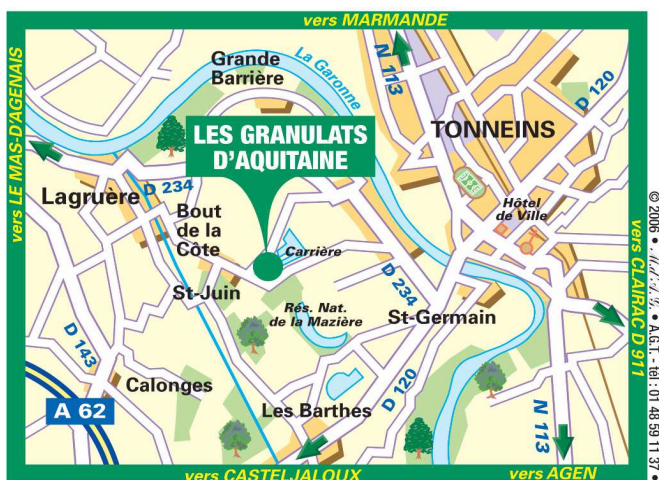 vers MARMANDE
Grande
Barrière
La Garonne
N 113
D 120
LES GRANULATS
D'AQUITAINE
TONNEINS
vers LE MAS-D'AGENAIS
Lagruère
D 234
Bout
de la
Côte
Carrière
Hôtel
de Ville
St-Juin
Rés. Nat.
de la Mazière
D 234
St-Germain
vers CLAIRAC D 911
D 143
Calonges
A 62
Les Barthes
D 120
N 113
vers CASTELJALOUX
vers AGEN
© 2006 •
• A.G.T. - tél : 01 48 59 11 37 •